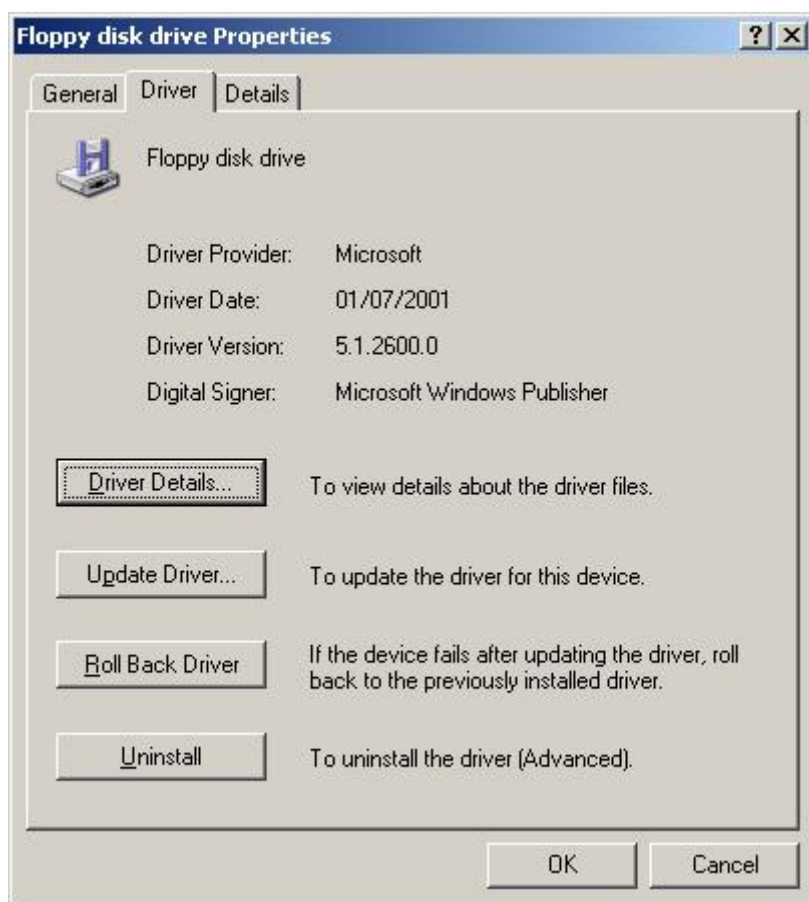 Floppy disk drive Properties
General Driver Details
Floppy disk drive
Driver Provider: Microsoft
Driver Date: 01/07/2001
Driver Version: 5.1.2600.0
Digital Signer: Microsoft Windows Publisher
Driver Details... To view details about the driver files.
Update Driver... To update the driver for this device.
Roll Back Driver If the device fails after updating the driver, roll
back to the previously installed driver.
Uninstall To uninstall the driver (Advanced).
OK Cancel